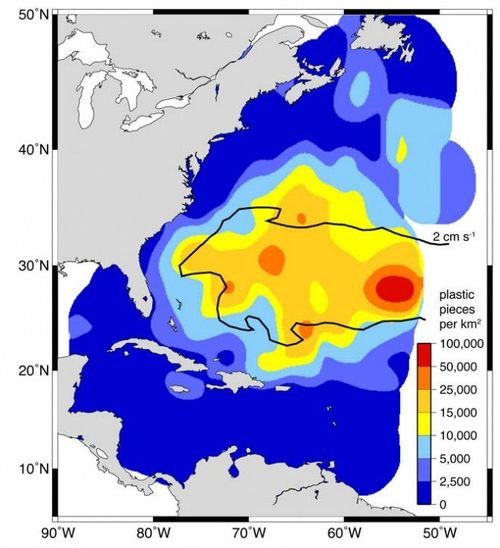 50°N
40°N
30°N
20°N
10°N
90°W
80°W
70°W
60°W
2 cm s⁻¹
plastic
pieces
per km²
100,000
50,000
25,000
15,000
10,000
5,000
2,500
0